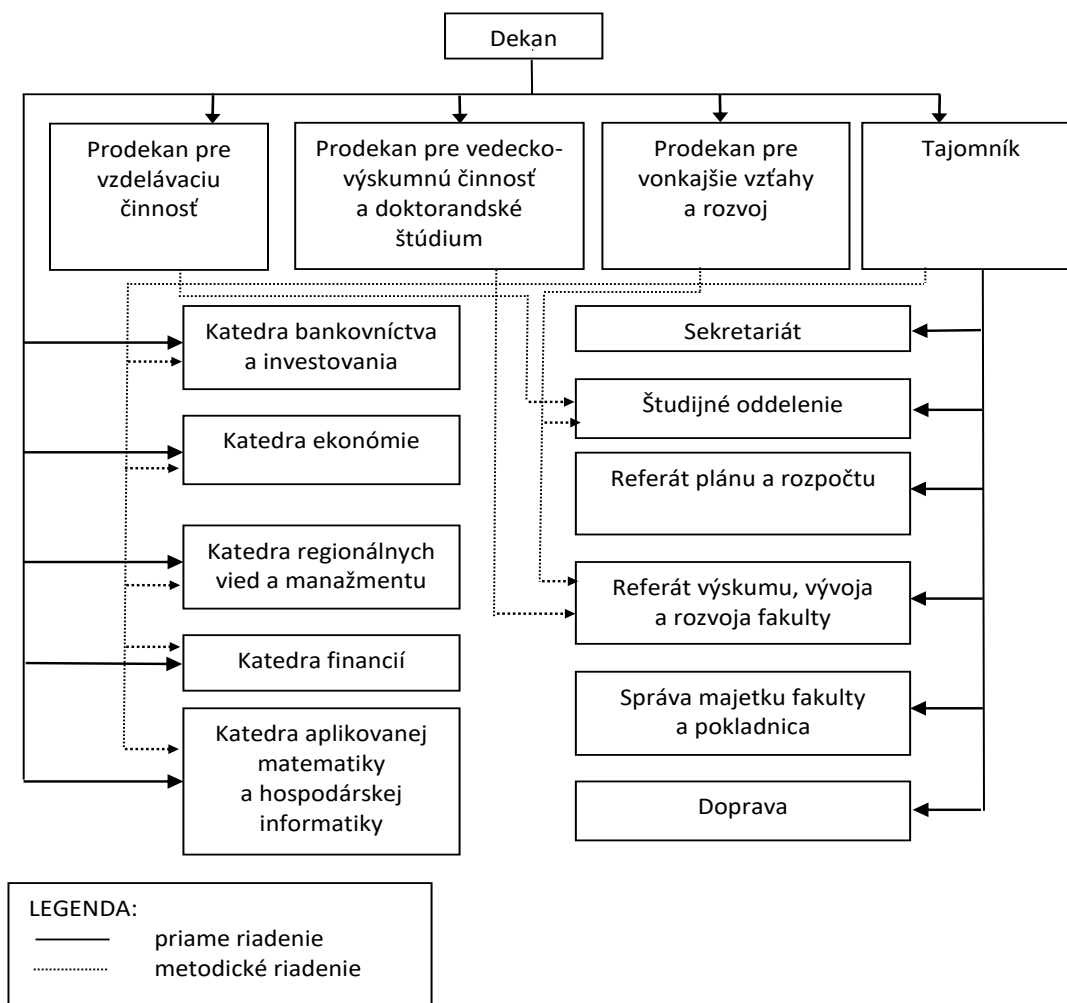 Dekan
Prodekan pre
vzdelávaciu
činnosť
Prodekan pre vedecko-
výskumnú činnosť
a doktorandské
štúdium
Prodekan pre
vonkajšie vzťahy
a rozvoj
Tajomník
Katedra bankovníctva
a investovania
Katedra ekonómie
Katedra regionálnych
vied a manažmentu
Katedra financií
Katedra aplikovanej
matematiky
a hospodárskej
informatiky
Sekretariát
Študijné oddelenie
Referát plánu a rozpočtu
Referát výskumu, vývoja
a rozvoja fakulty
Správa majetku fakulty
a pokladnica
Doprava
LEGENDA:
priame riadenie
metodické riadenie